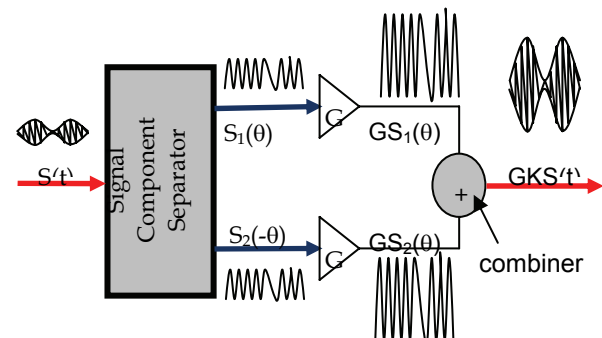 S(t)
Signal
Component
Separator
S₁(θ)
G
GS₁(θ)
+
GKS(t)
S₂(-θ)
G
GS₂(θ)
combiner